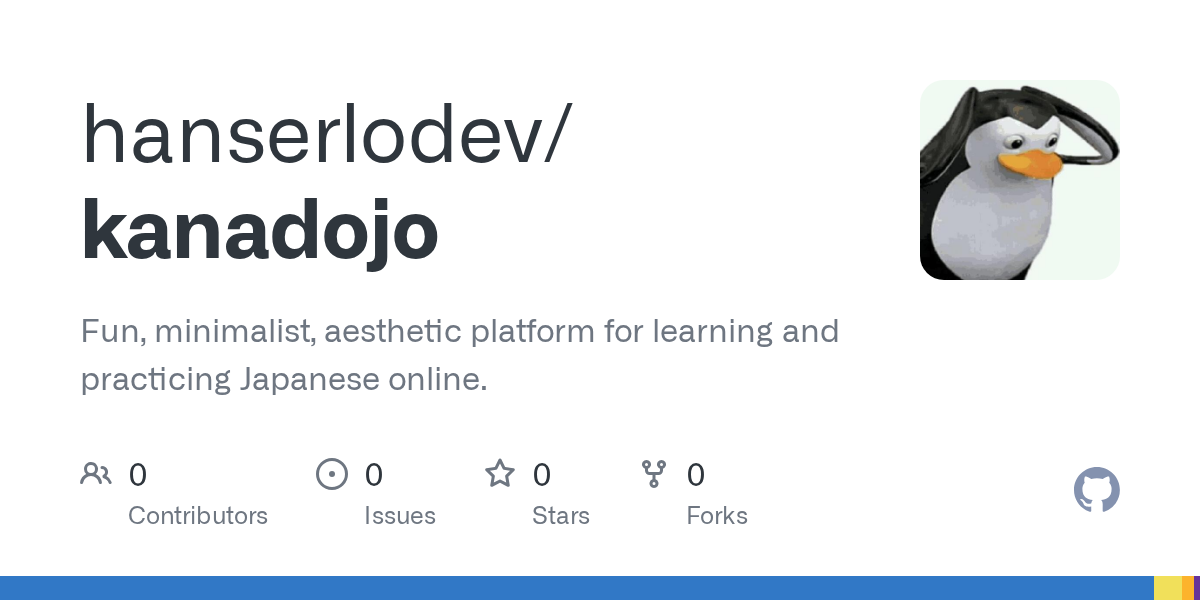 hanserlodev/
kanadojo
Fun, minimalist, aesthetic platform for learning and
practicing Japanese online.
0 0 0 0
Contributors Issues Stars Forks